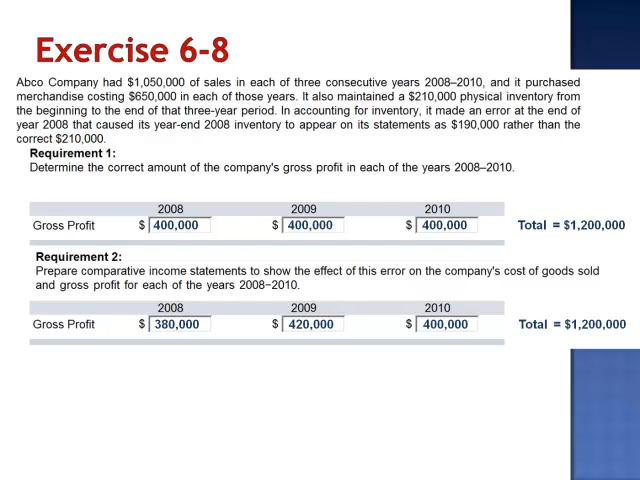 Exercise 6-8
Abco Company had $1,050,000 of sales in each of three consecutive years 2008–2010, and it purchased
merchandise costing $650,000 in each of those years. It also maintained a $210,000 physical inventory from
the beginning to the end of that three-year period. In accounting for inventory, it made an error at the end of
year 2008 that caused its year-end 2008 inventory to appear on its statements as $190,000 rather than the
correct $210,000.
Requirement 1:
Determine the correct amount of the company's gross profit in each of the years 2008–2010.
2008 2009 2010
Gross Profit $ 400,000 $ 400,000 $ 400,000 Total = $1,200,000
Requirement 2:
Prepare comparative income statements to show the effect of this error on the company's cost of goods sold
and gross profit for each of the years 2008−2010.
2008 2009 2010
Gross Profit $ 380,000 $ 420,000 $ 400,000 Total = $1,200,000